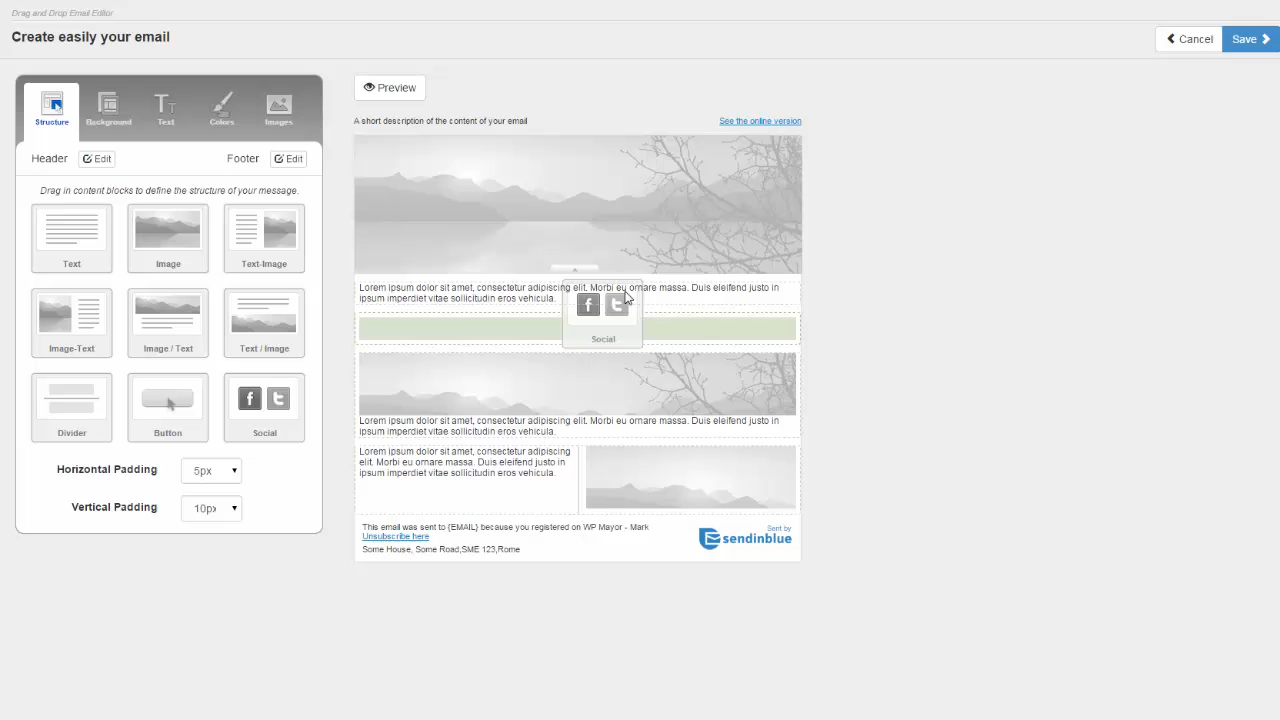 Drag and Drop Email Editor
Create easily your email
Cancel
Save
Structure
Background
Text
Colors
Images
Header
Edit
Footer
Edit
Drag in content blocks to define the structure of your message.
Text
Image
Text-Image
Image-Text
Image / Text
Text / Image
Divider
Button
Social
Horizontal Padding
5px
Vertical Padding
10px
Preview
A short description of the content of your email
See the online version
Lorem ipsum dolor sit amet, consectetur adipiscing elit. Morbi eu ornare massa. Duis eleifend justo in
ipsum imperdiet vitae sollicitudin eros vehicula.
Social
Lorem ipsum dolor sit amet, consectetur adipiscing elit. Morbi eu ornare massa. Duis eleifend justo in
ipsum imperdiet vitae sollicitudin eros vehicula.
Lorem ipsum dolor sit amet, consectetur adipiscing
elit. Morbi eu ornare massa. Duis eleifend justo in
ipsum imperdiet vitae sollicitudin eros vehicula.
This email was sent to {EMAIL} because you registered on WP Mayor - Mark
Unsubscribe here
Some House, Some Road,SME 123,Rome
Sent by
sendinblue